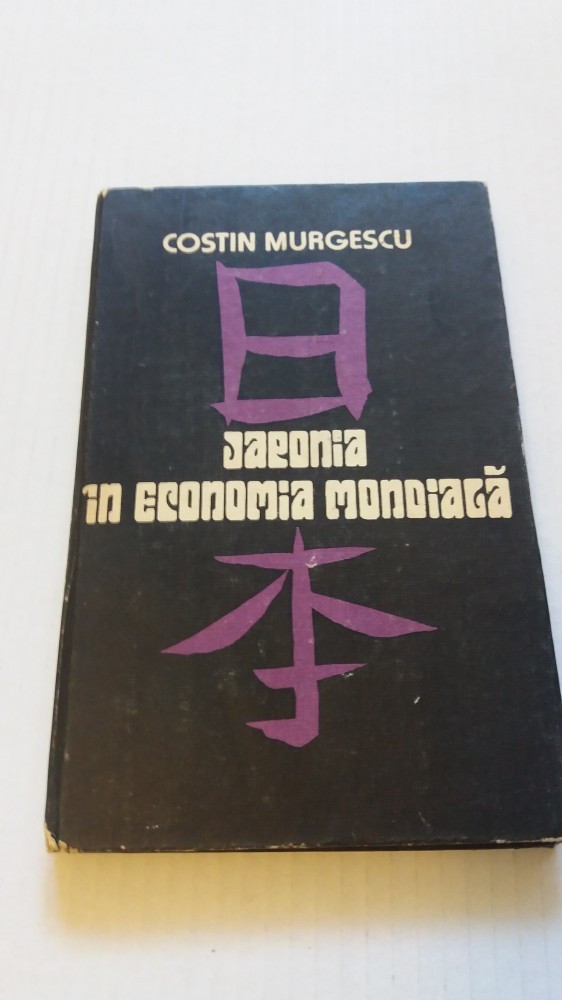 COSTIN MURGESCU
日
Japonia
în economia mondială
本